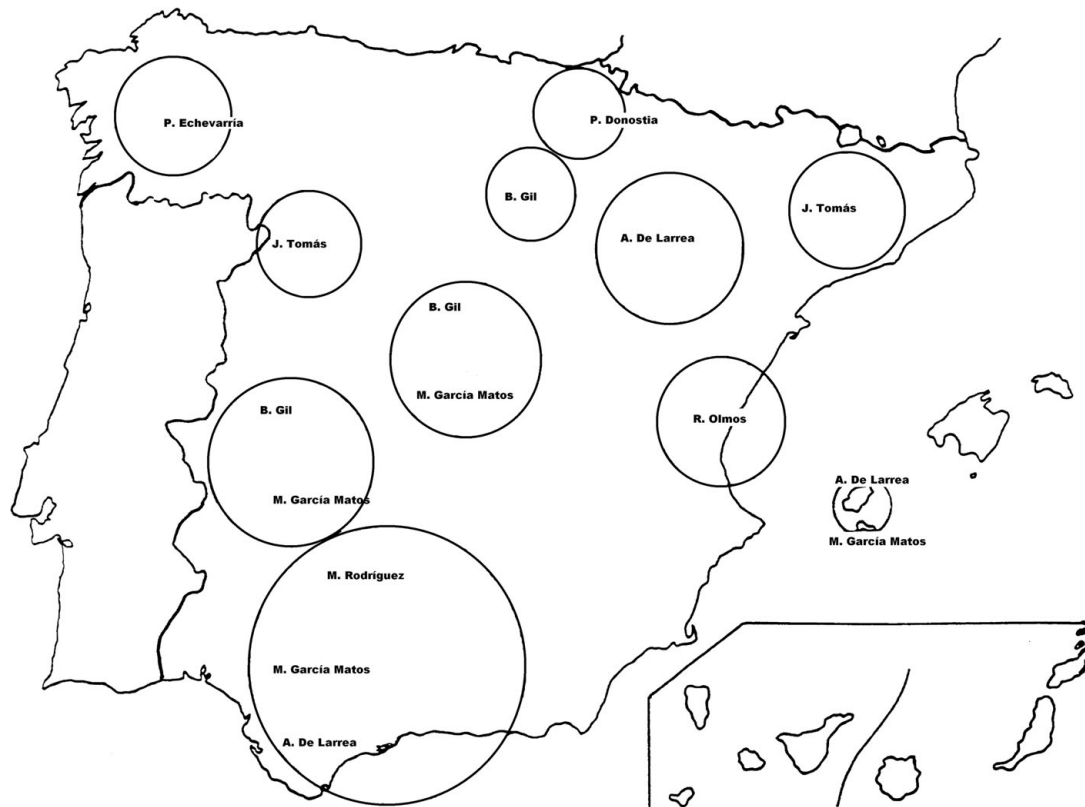 P. Echevarría
P. Donostia
B. Gil
J. Tomás
J. Tomás
A. De Larrea
B. Gil
M. García Matos
B. Gil
R. Olmos
M. García Matos
A. De Larrea
M. García Matos
M. Rodríguez
M. García Matos
A. De Larrea